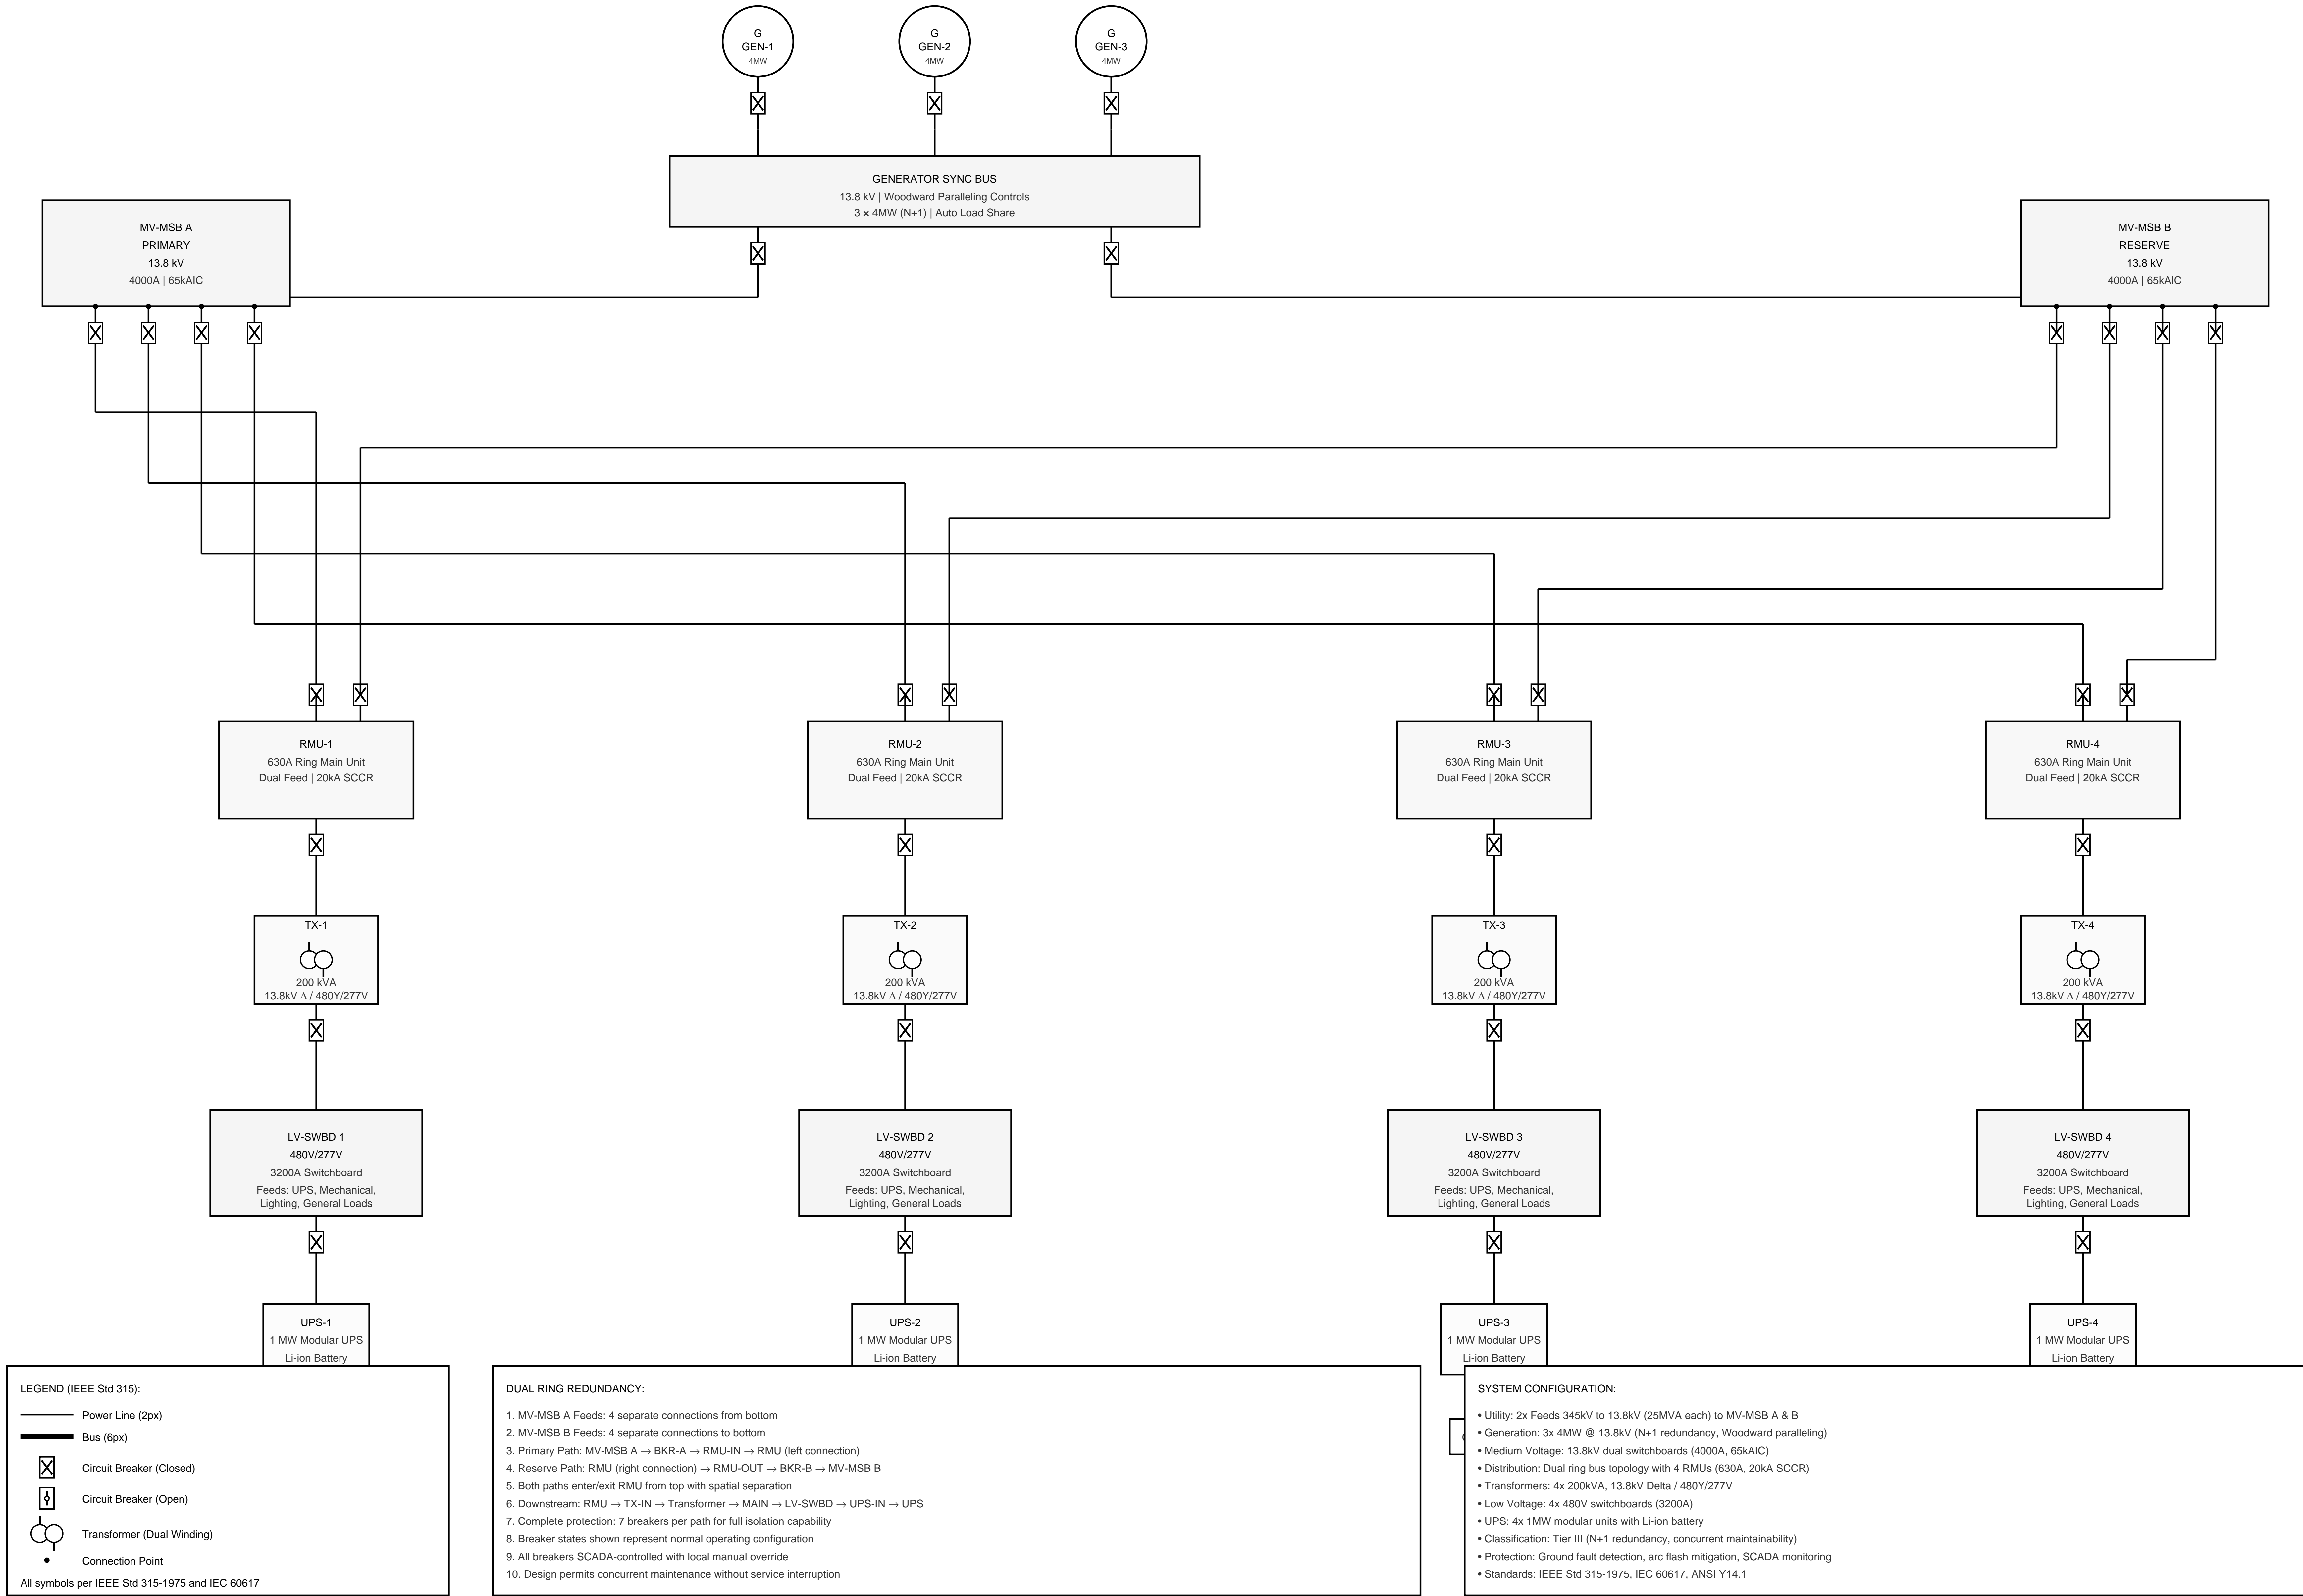 G
GEN-1
4MW
G
GEN-2
4MW
G
GEN-3
4MW
GENERATOR SYNC BUS
13.8 kV | Woodward Paralleling Controls
3 × 4MW (N+1) | Auto Load Share
MV-MSB A
PRIMARY
13.8 kV
4000A | 65kAIC
MV-MSB B
RESERVE
13.8 kV
4000A | 65kAIC
RMU-1
630A Ring Main Unit
Dual Feed | 20kA SCCR
RMU-2
630A Ring Main Unit
Dual Feed | 20kA SCCR
RMU-3
630A Ring Main Unit
Dual Feed | 20kA SCCR
RMU-4
630A Ring Main Unit
Dual Feed | 20kA SCCR
TX-1
200 kVA
13.8kV Δ / 480Y/277V
TX-2
200 kVA
13.8kV Δ / 480Y/277V
TX-3
200 kVA
13.8kV Δ / 480Y/277V
TX-4
200 kVA
13.8kV Δ / 480Y/277V
LV-SWBD 1
480V/277V
3200A Switchboard
Feeds: UPS, Mechanical,
Lighting, General Loads
LV-SWBD 2
480V/277V
3200A Switchboard
Feeds: UPS, Mechanical,
Lighting, General Loads
LV-SWBD 3
480V/277V
3200A Switchboard
Feeds: UPS, Mechanical,
Lighting, General Loads
LV-SWBD 4
480V/277V
3200A Switchboard
Feeds: UPS, Mechanical,
Lighting, General Loads
UPS-1
1 MW Modular UPS
Li-ion Battery
UPS-2
1 MW Modular UPS
Li-ion Battery
UPS-3
1 MW Modular UPS
Li-ion Battery
UPS-4
1 MW Modular UPS
Li-ion Battery
LEGEND (IEEE Std 315):
Power Line (2px)
Bus (6px)
Circuit Breaker (Closed)
Circuit Breaker (Open)
Transformer (Dual Winding)
Connection Point
All symbols per IEEE Std 315-1975 and IEC 60617
DUAL RING REDUNDANCY:
1. MV-MSB A Feeds: 4 separate connections from bottom
2. MV-MSB B Feeds: 4 separate connections to bottom
3. Primary Path: MV-MSB A → BKR-A → RMU-IN → RMU (left connection)
4. Reserve Path: RMU (right connection) → RMU-OUT → BKR-B → MV-MSB B
5. Both paths enter/exit RMU from top with spatial separation
6. Downstream: RMU → TX-IN → Transformer → MAIN → LV-SWBD → UPS-IN → UPS
7. Complete protection: 7 breakers per path for full isolation capability
8. Breaker states shown represent normal operating configuration
9. All breakers SCADA-controlled with local manual override
10. Design permits concurrent maintenance without service interruption
SYSTEM CONFIGURATION:
• Utility: 2x Feeds 345kV to 13.8kV (25MVA each) to MV-MSB A & B
• Generation: 3x 4MW @ 13.8kV (N+1 redundancy, Woodward paralleling)
• Medium Voltage: 13.8kV dual switchboards (4000A, 65kAIC)
• Distribution: Dual ring bus topology with 4 RMUs (630A, 20kA SCCR)
• Transformers: 4x 200kVA, 13.8kV Delta / 480Y/277V
• Low Voltage: 4x 480V switchboards (3200A)
• UPS: 4x 1MW modular units with Li-ion battery
• Classification: Tier III (N+1 redundancy, concurrent maintainability)
• Protection: Ground fault detection, arc flash mitigation, SCADA monitoring
• Standards: IEEE Std 315-1975, IEC 60617, ANSI Y14.1